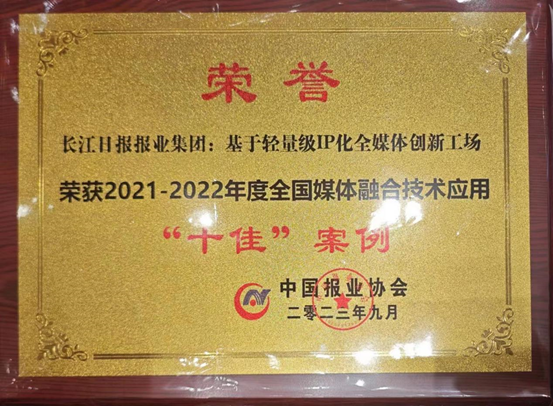 荣誉
长江日报报业集团：基于轻量级IP化全媒体创新工场
荣获2021-2022年度全国媒体融合技术应用
“十佳”案例
中国报业协会
二零二三年九月